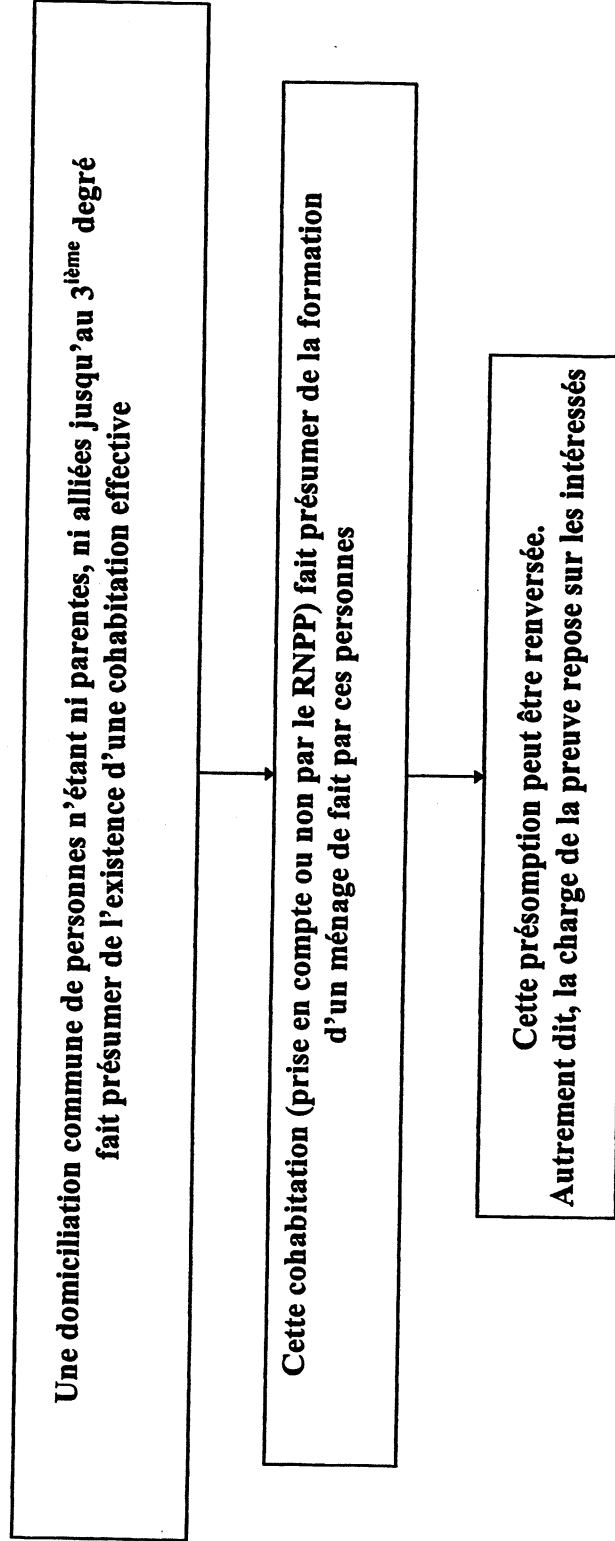 Une domiciliation commune de personnes n'étant ni parentes, ni alliées jusqu'au 3ième degré
fait présumer de l'existence d'une cohabitation effective
Cette cohabitation (prise en compte ou non par le RNPP) fait présumer de la formation
d'un ménage de fait par ces personnes
Cette présomption peut être renversée.
Autrement dit, la charge de la preuve repose sur les intéressés